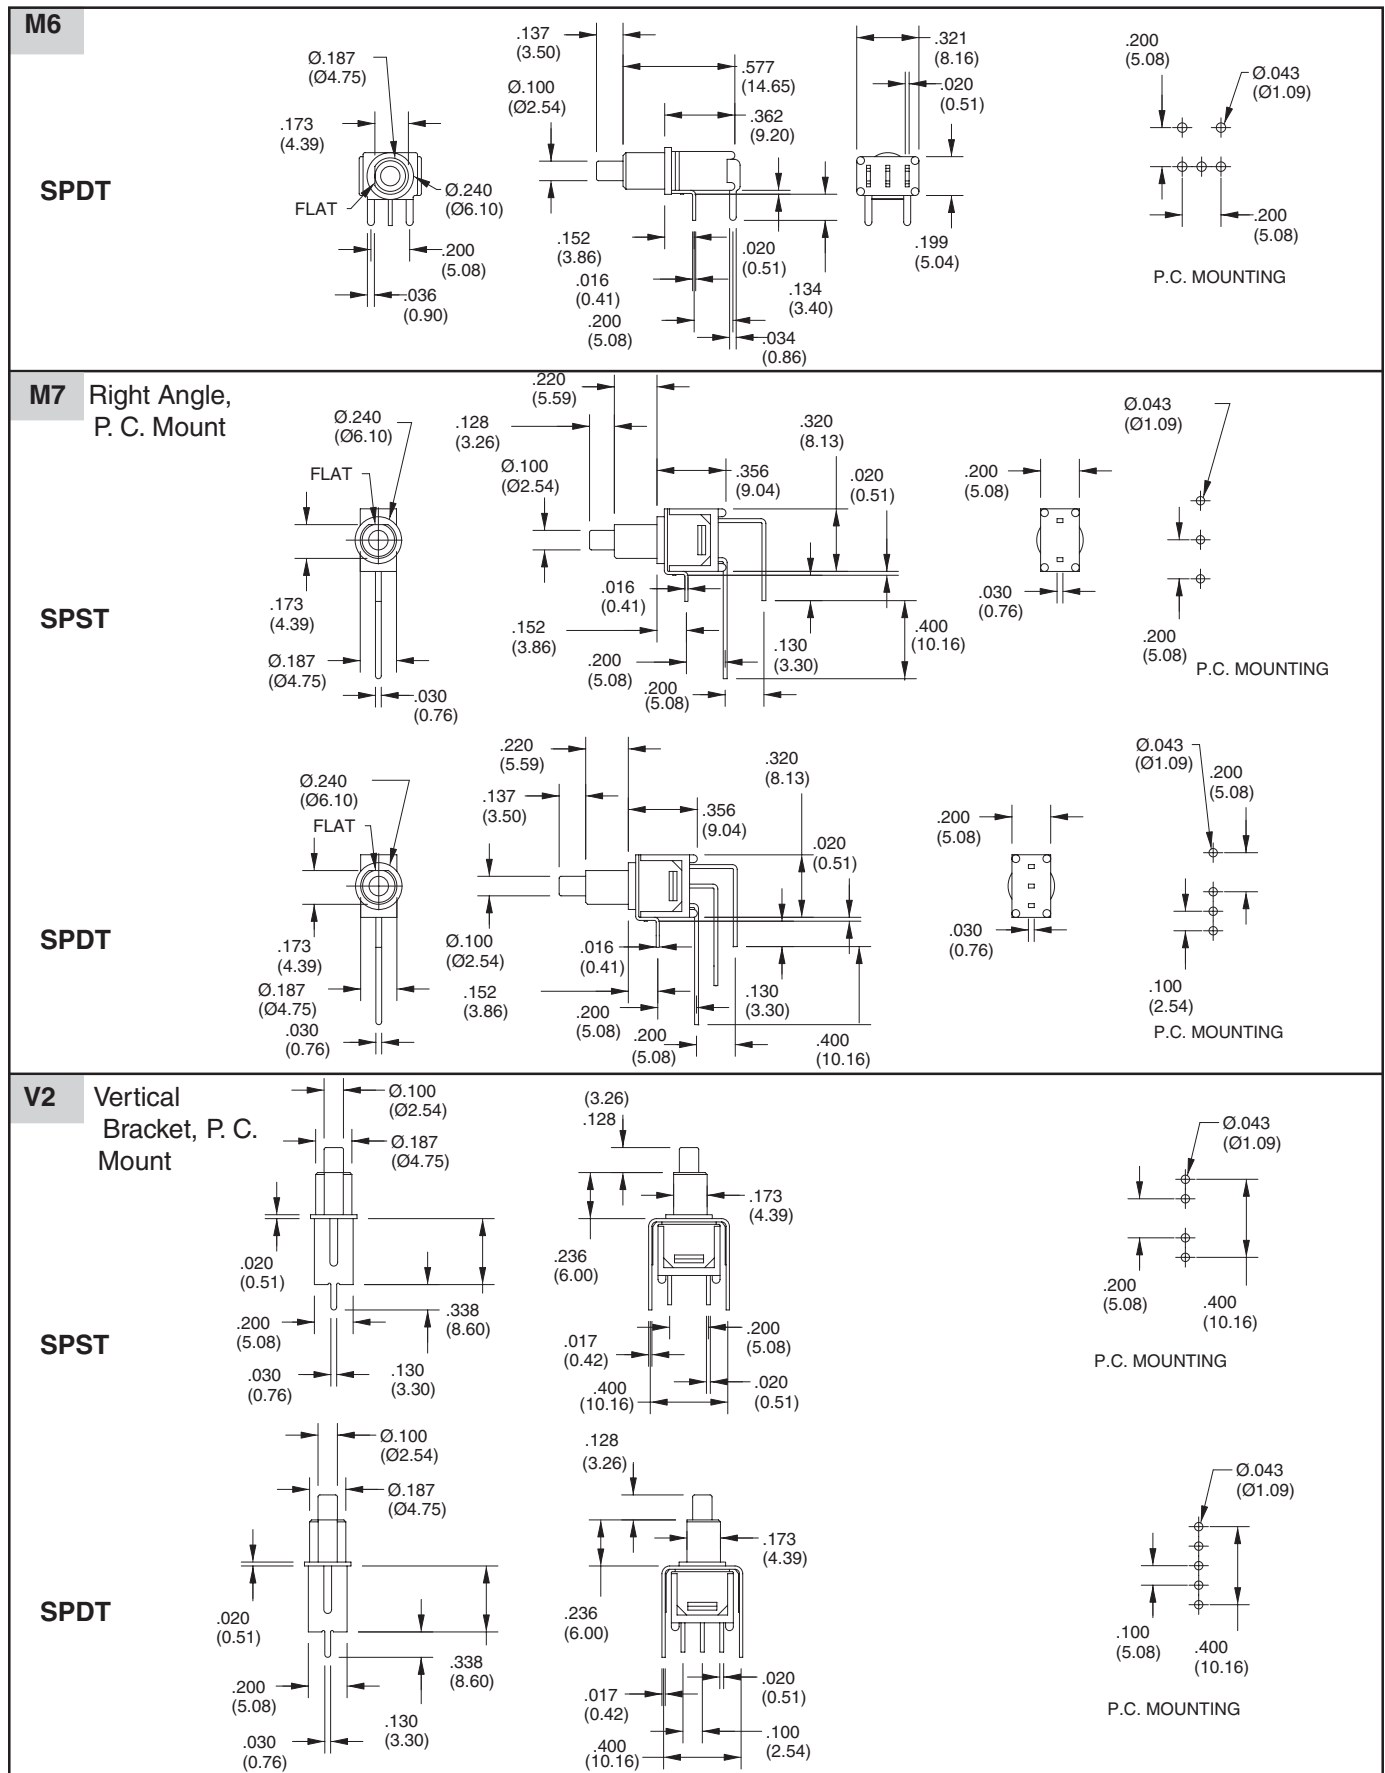 M6
SPDT
Ø.187
(Ø4.75)
.173
(4.39)
FLAT
Ø.240
(Ø6.10)
.200
(5.08)
.036
(0.90)
.137
(3.50)
Ø.100
(Ø2.54)
.577
(14.65)
.362
(9.20)
.152
(3.86)
.016
(0.41)
.200
(5.08)
.020
(0.51)
.134
(3.40)
.034
(0.86)
.321
(8.16)
.020
(0.51)
.199
(5.04)
.200
(5.08)
Ø.043
(Ø1.09)
.200
(5.08)
P.C. MOUNTING
M7 Right Angle,
P. C. Mount
SPST
Ø.240
(Ø6.10)
FLAT
.173
(4.39)
Ø.187
(Ø4.75)
.030
(0.76)
.220
(5.59)
.128
(3.26)
Ø.100
(Ø2.54)
.320
(8.13)
.356
(9.04)
.020
(0.51)
.016
(0.41)
.152
(3.86)
.200
(5.08)
.200
(5.08)
.130
(3.30)
.400
(10.16)
.200
(5.08)
.030
(0.76)
Ø.043
(Ø1.09)
.200
(5.08)
P.C. MOUNTING
SPDT
Ø.240
(Ø6.10)
FLAT
.173
(4.39)
Ø.187
(Ø4.75)
.030
(0.76)
.220
(5.59)
.137
(3.50)
.320
(8.13)
.356
(9.04)
.020
(0.51)
Ø.100
(Ø2.54)
.016
(0.41)
.152
(3.86)
.200
(5.08)
.200
(5.08)
.130
(3.30)
.400
(10.16)
.200
(5.08)
.030
(0.76)
Ø.043
(Ø1.09)
.200
(5.08)
.100
(2.54)
P.C. MOUNTING
V2 Vertical
Bracket, P. C.
Mount
SPST
Ø.100
(Ø2.54)
Ø.187
(Ø4.75)
.020
(0.51)
.200
(5.08)
.338
(8.60)
.030
(0.76)
.130
(3.30)
(3.26)
.128
.173
(4.39)
.236
(6.00)
.017
(0.42)
.200
(5.08)
.400
(10.16)
.020
(0.51)
Ø.043
(Ø1.09)
.200
(5.08)
.400
(10.16)
P.C. MOUNTING
SPDT
Ø.100
(Ø2.54)
Ø.187
(Ø4.75)
.020
(0.51)
.200
(5.08)
.338
(8.60)
.030
(0.76)
.130
(3.30)
.128
(3.26)
.173
(4.39)
.236
(6.00)
.017
(0.42)
.020
(0.51)
.100
(2.54)
.400
(10.16)
Ø.043
(Ø1.09)
.100
(5.08)
.400
(10.16)
P.C. MOUNTING